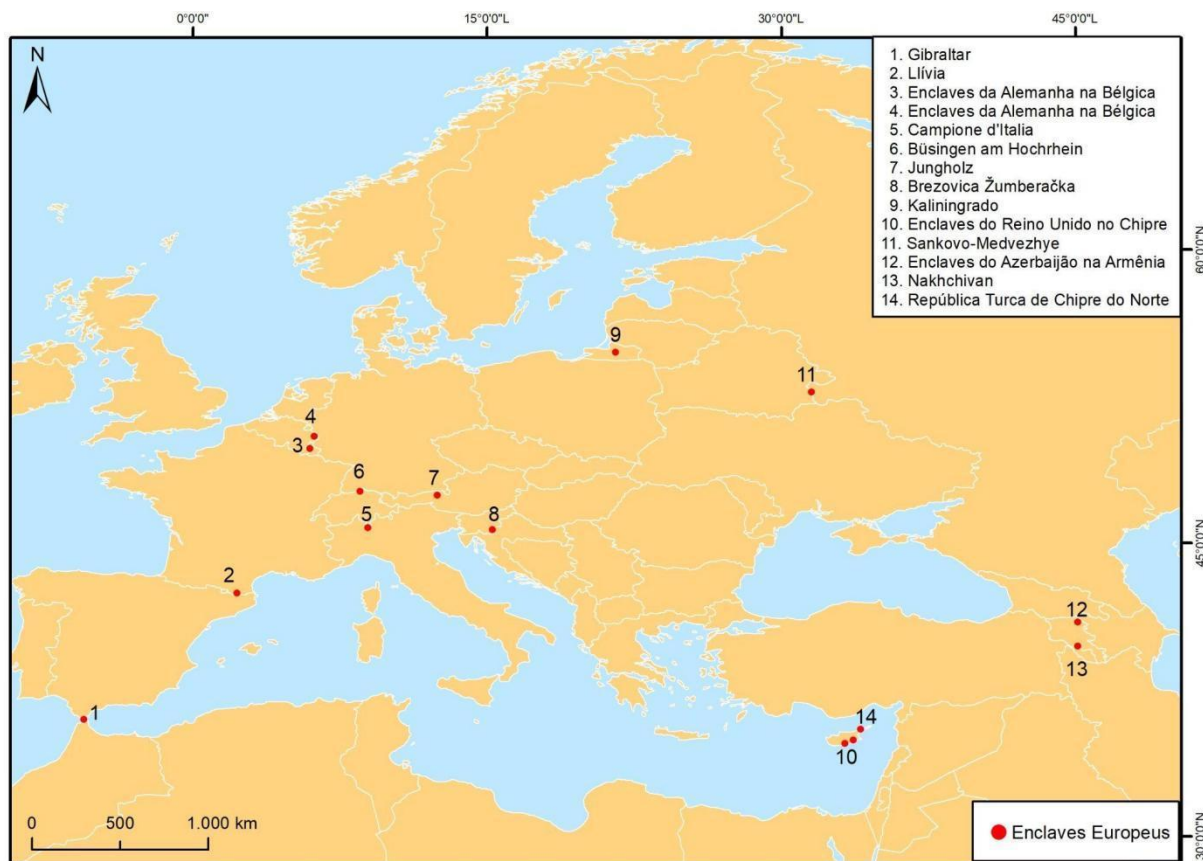 0°0'0"
15°0'0"L
30°0'0"L
45°0'0"L
N
1. Gibraltar
2. Llívia
3. Enclaves da Alemanha na Bélgica
4. Enclaves da Alemanha na Bélgica
5. Campione d'Italia
6. Büsingen am Hochrhein
7. Jungholz
8. Brezovica Žumberačka
9. Kaliningrado
10. Enclaves do Reino Unido no Chipre
11. Sankovo-Medvezhye
12. Enclaves do Azerbaijão na Armênia
13. Nakhchivan
14. República Turca de Chipre do Norte
60°0'0"N
9
11
4
3
6
7
5
8
45°0'0"N
2
12
13
1
14
10
0 500 1.000 km
Enclaves Europeus
30°0'0"N